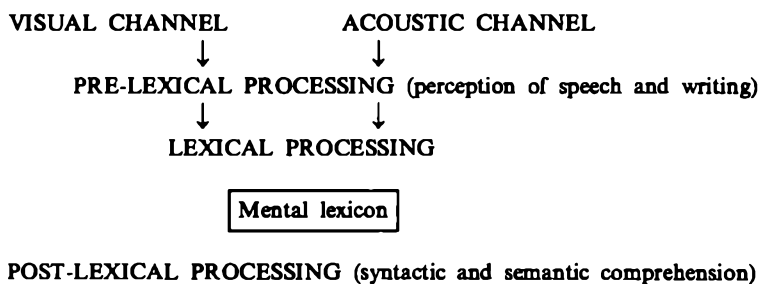 VISUAL CHANNEL ACOUSTIC CHANNEL
PRE-LEXICAL PROCESSING (perception of speech and writing)
LEXICAL PROCESSING
Mental lexicon
POST-LEXICAL PROCESSING (syntactic and semantic comprehension)